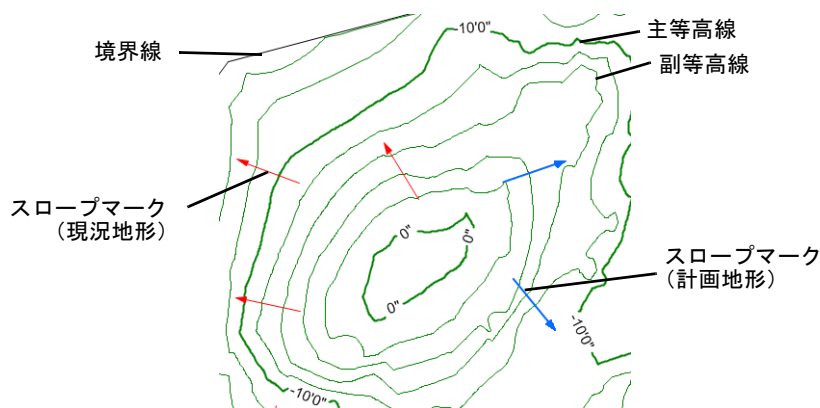 -10'0"
主等高線
境界線
副等高線
スロープマーク
（現況地形）
0"
0"
0"
スロープマーク
（計画地形）
-10'0"
-10'0"